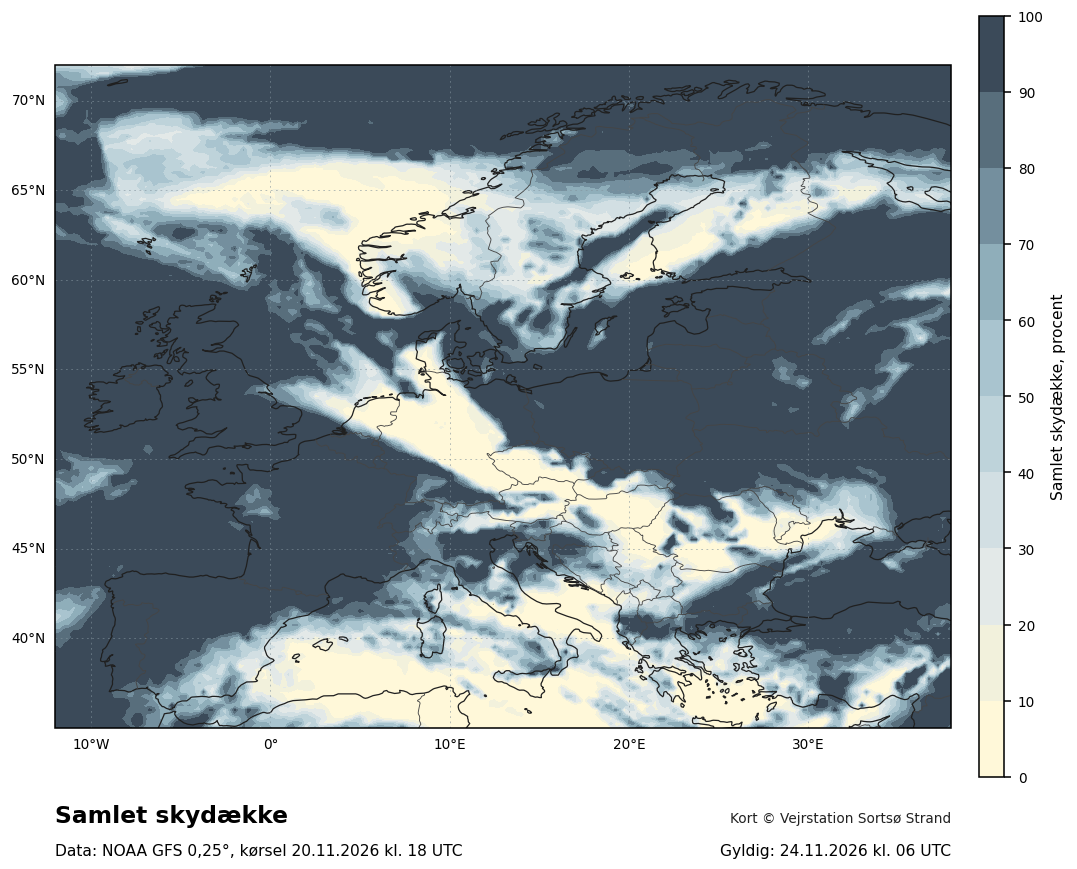 100
90
80
70
60
50
40
30
20
10
0
Samlet skydække, procent
70°N
65°N
60°N
55°N
50°N
45°N
40°N
10°W
0°
10°E
20°E
30°E
Samlet skydække
Kort © Vejrstation Sortsø Strand
Data: NOAA GFS 0,25°, kørsel 20.11.2026 kl. 18 UTC
Gyldig: 24.11.2026 kl. 06 UTC